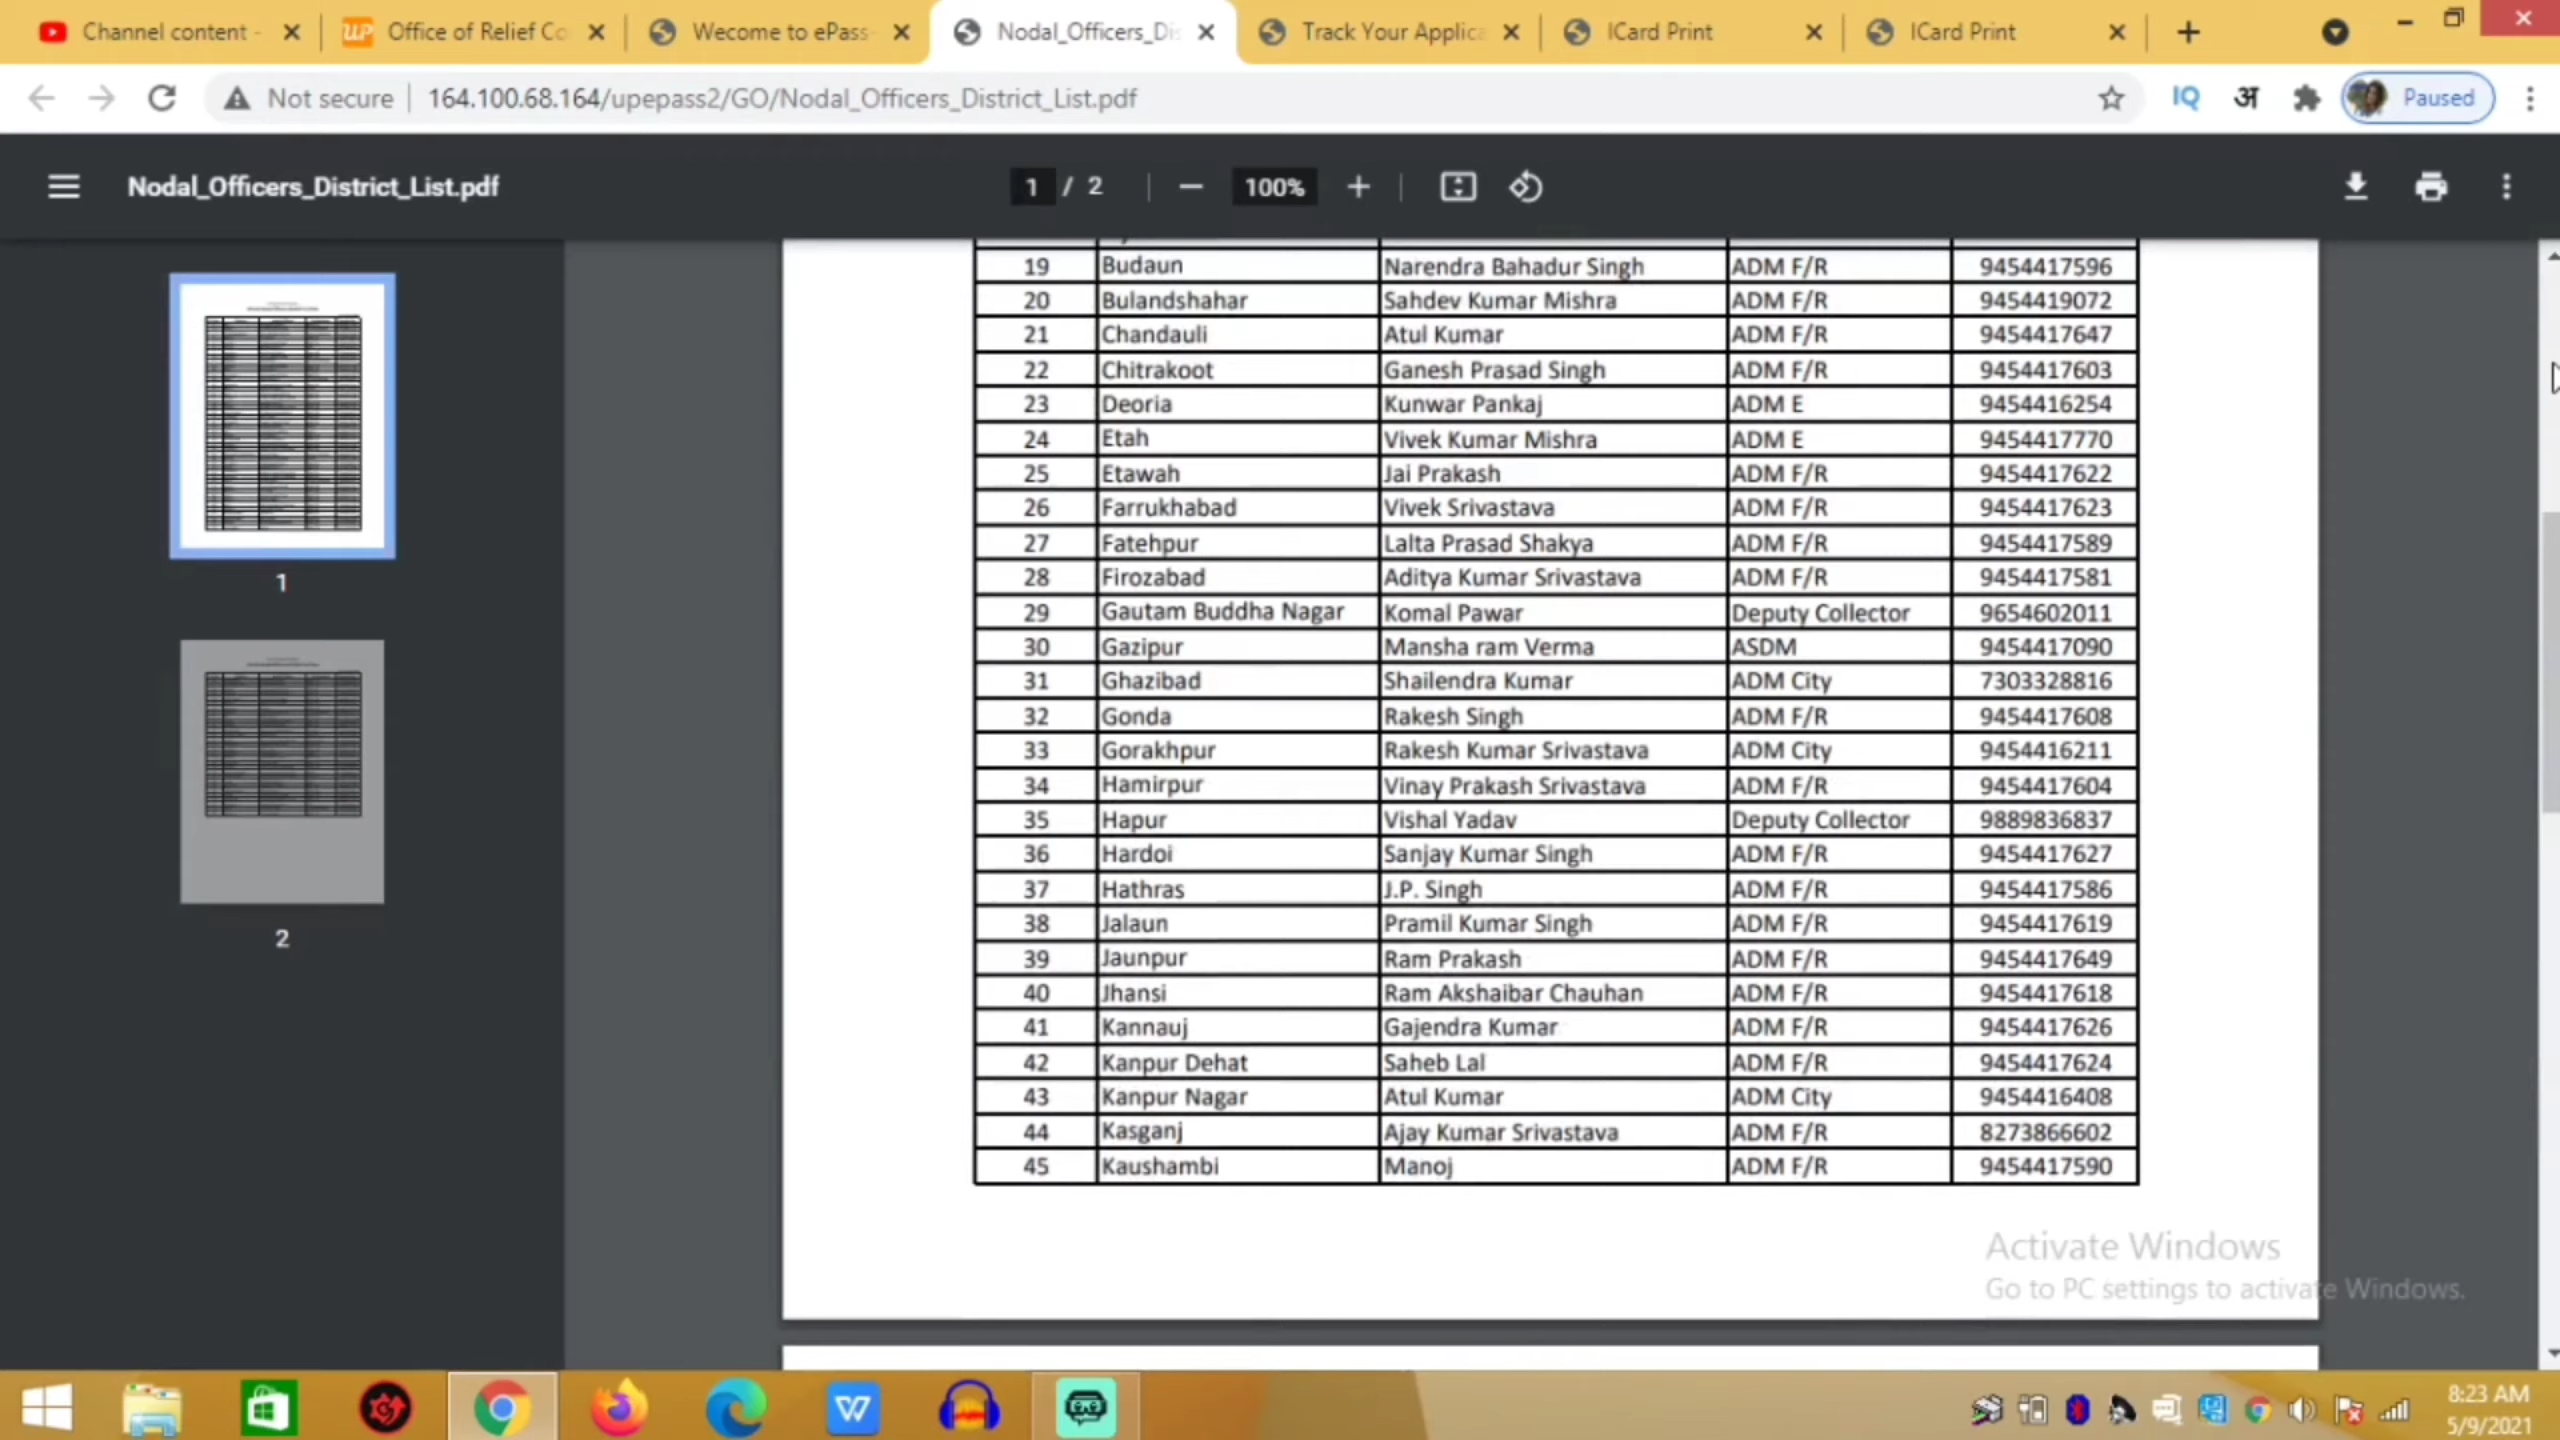 Channel content - Office of Relief Co Wecome to ePass- Nodal_Officers_Dis Track Your Applica ICard Print ICard Print
Not secure 164.100.68.164/upepass2/GO/Nodal_Officers_District_List.pdf IQ अ Paused
Nodal_Officers_District_List.pdf 1 / 2 100%
19 Budaun Narendra Bahadur Singh ADM F/R 9454417596
20 Bulandshahar Sahdev Kumar Mishra ADM F/R 9454419072
21 Chandauli Atul Kumar ADM F/R 9454417647
22 Chitrakoot Ganesh Prasad Singh ADM F/R 9454417603
23 Deoria Kunwar Pankaj ADM E 9454416254
24 Etah Vivek Kumar Mishra ADM E 9454417770
25 Etawah Jai Prakash ADM F/R 9454417622
26 Farrukhabad Vivek Srivastava ADM F/R 9454417623
27 Fatehpur Lalta Prasad Shakya ADM F/R 9454417589
28 Firozabad Aditya Kumar Srivastava ADM F/R 9454417581
29 Gautam Buddha Nagar Komal Pawar Deputy Collector 9654602011
30 Gazipur Mansha ram Verma ASDM 9454417090
31 Ghazibad Shailendra Kumar ADM City 7303328816
32 Gonda Rakesh Singh ADM F/R 9454417608
33 Gorakhpur Rakesh Kumar Srivastava ADM City 9454416211
34 Hamirpur Vinay Prakash Srivastava ADM F/R 9454417604
35 Hapur Vishal Yadav Deputy Collector 9889836837
36 Hardoi Sanjay Kumar Singh ADM F/R 9454417627
37 Hathras J.P. Singh ADM F/R 9454417586
38 Jalaun Pramil Kumar Singh ADM F/R 9454417619
39 Jaunpur Ram Prakash ADM F/R 9454417649
40 Jhansi Ram Akshaibar Chauhan ADM F/R 9454417618
41 Kannauj Gajendra Kumar ADM F/R 9454417626
42 Kanpur Dehat Saheb Lal ADM F/R 9454417624
43 Kanpur Nagar Atul Kumar ADM City 9454416408
44 Kasganj Ajay Kumar Srivastava ADM F/R 8273866602
45 Kaushambi Manoj ADM F/R 9454417590
1
2
Activate Windows
Go to PC settings to activate Windows.
8:23 AM
5/9/2021